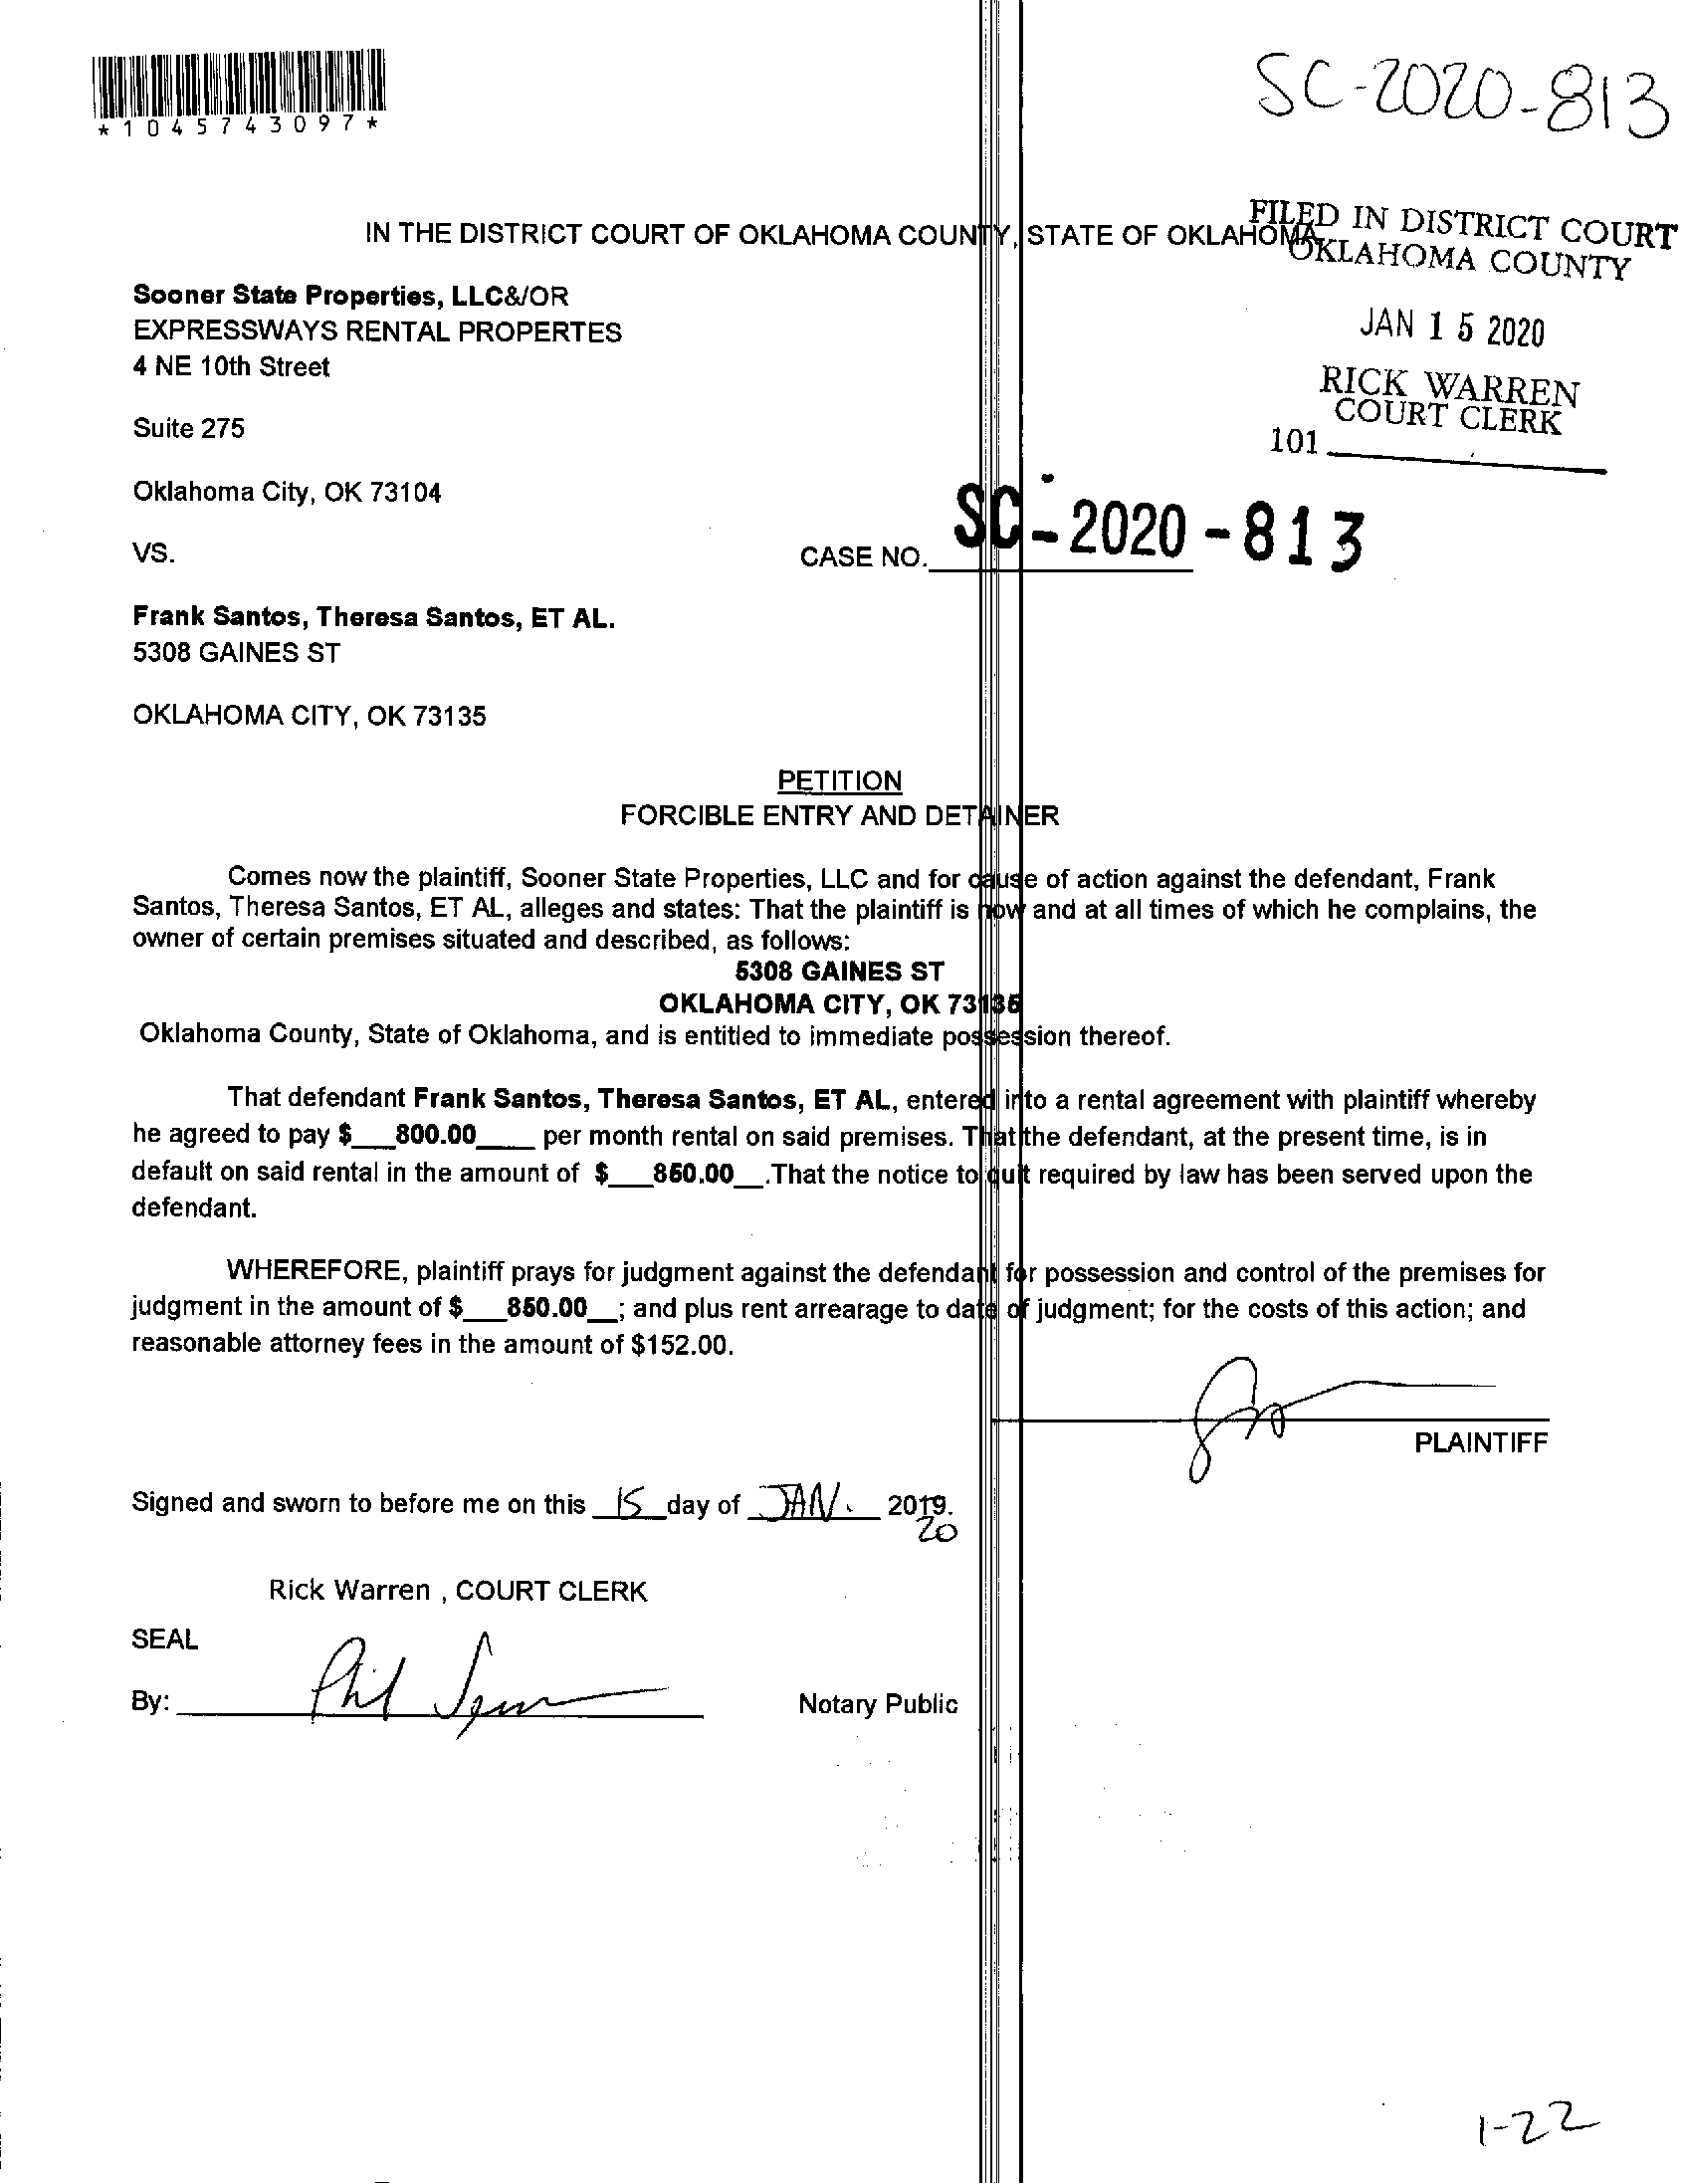 SC-2020-813
*1045743097*
FILED IN DISTRICT COURT
OKLAHOMA COUNTY
IN THE DISTRICT COURT OF OKLAHOMA COUNTY, STATE OF OKLAHOMA
JAN 15 2020
RICK WARREN
COURT CLERK
101
Sooner State Properties, LLC&/OR
EXPRESSWAYS RENTAL PROPERTES
4 NE 10th Street
Suite 275
Oklahoma City, OK 73104
VS.
CASE NO. SC-2020-813
Frank Santos, Theresa Santos, ET AL.
5308 GAINES ST
OKLAHOMA CITY, OK 73135
PETITION
FORCIBLE ENTRY AND DETAINER
Comes now the plaintiff, Sooner State Properties, LLC and for cause of action against the defendant, Frank
Santos, Theresa Santos, ET AL, alleges and states: That the plaintiff is now and at all times of which he complains, the
owner of certain premises situated and described, as follows:
5308 GAINES ST
OKLAHOMA CITY, OK 73135
Oklahoma County, State of Oklahoma, and is entitled to immediate possession thereof.
That defendant Frank Santos, Theresa Santos, ET AL, entered into a rental agreement with plaintiff whereby
he agreed to pay $___800.00____ per month rental on said premises. That the defendant, at the present time, is in
default on said rental in the amount of $___850.00__.That the notice to quit required by law has been served upon the
defendant.
WHEREFORE, plaintiff prays for judgment against the defendant for possession and control of the premises for
judgment in the amount of $___850.00__; and plus rent arrearage to date of judgment; for the costs of this action; and
reasonable attorney fees in the amount of $152.00.
PLAINTIFF
Signed and sworn to before me on this 15 day of JAN. 2019.
20
Rick Warren , COURT CLERK
SEAL
By: Phil
Notary Public
1-22